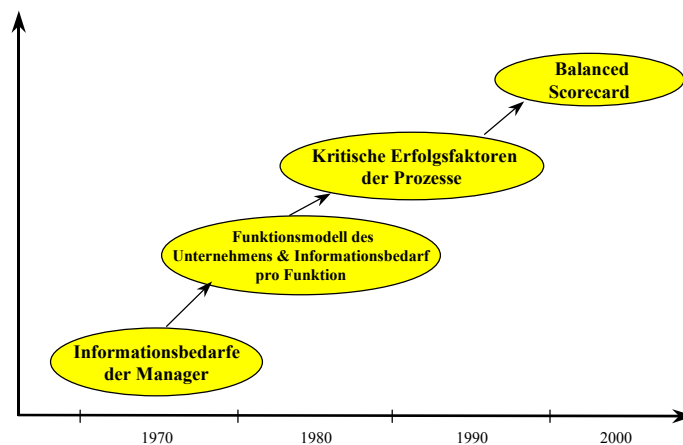 Balanced
Scorecard
Kritische Erfolgsfaktoren
der Prozesse
Funktionsmodell des
Unternehmens & Informationsbedarf
pro Funktion
Informationsbedarfe
der Manager
1970 1980 1990 2000